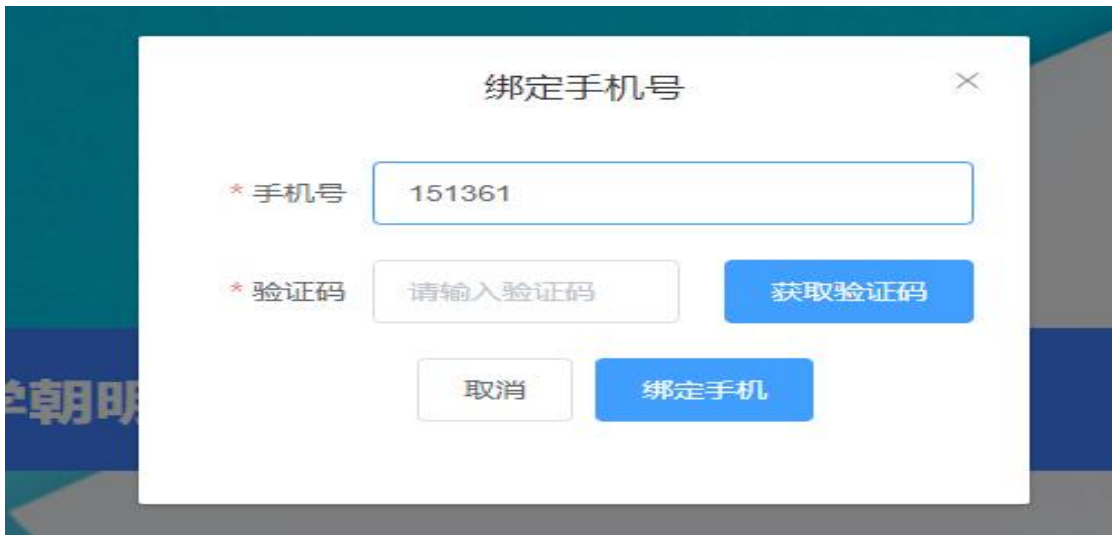 绑定手机号
* 手机号 151361
* 验证码 请输入验证码 获取验证码
取消 绑定手机
朝明